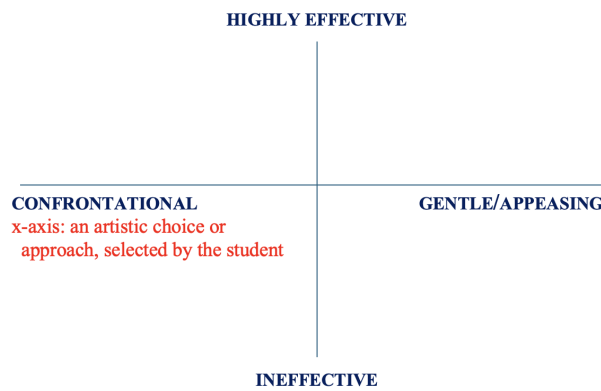 HIGHLY EFFECTIVE
CONFRONTATIONAL
GENTLE/APPEASING
x-axis: an artistic choice or
approach, selected by the student
INEFFECTIVE